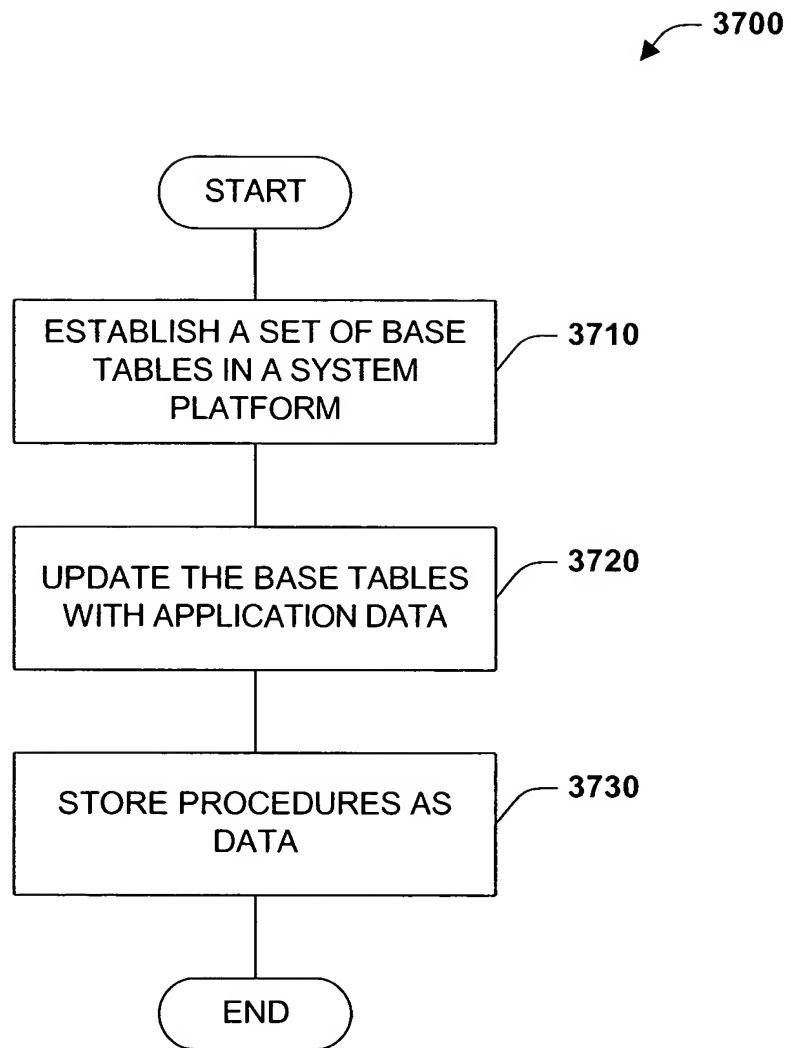 3700
START
ESTABLISH A SET OF BASE
TABLES IN A SYSTEM
PLATFORM
3710
UPDATE THE BASE TABLES
WITH APPLICATION DATA
3720
STORE PROCEDURES AS
DATA
3730
END